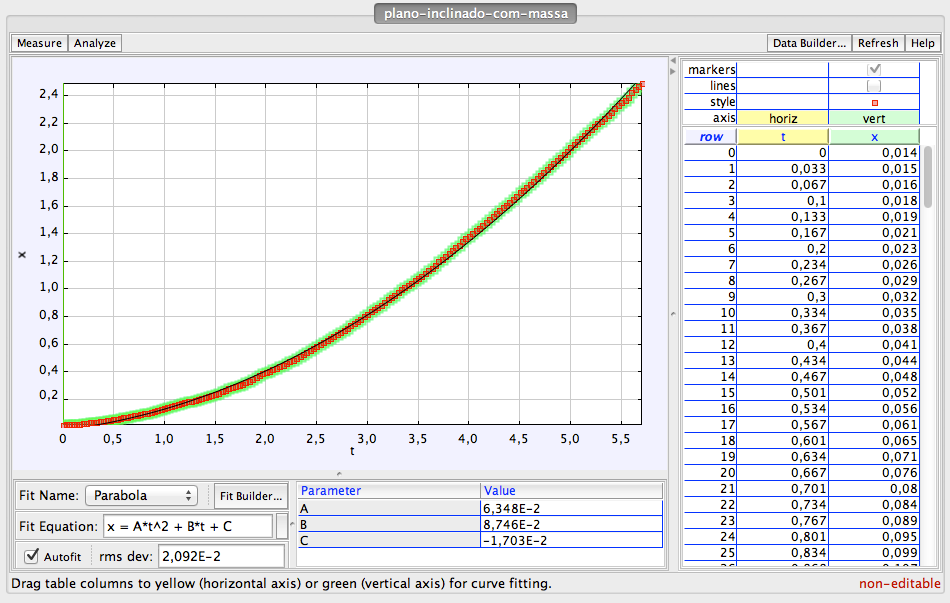 plano-inclinado-com-massa
Measure Analyze Data Builder... Refresh Help
markers
lines
style
axis horiz vert
row t x
0 0 0,014
1 0,033 0,015
2 0,067 0,016
3 0,1 0,018
4 0,133 0,019
5 0,167 0,021
6 0,2 0,023
7 0,234 0,026
8 0,267 0,029
9 0,3 0,032
10 0,334 0,035
11 0,367 0,038
12 0,4 0,041
13 0,434 0,044
14 0,467 0,048
15 0,501 0,052
16 0,534 0,056
17 0,567 0,061
18 0,601 0,065
19 0,634 0,071
20 0,667 0,076
21 0,701 0,08
22 0,734 0,084
23 0,767 0,089
24 0,801 0,095
25 0,834 0,099
2,4
2,2
2,0
1,8
1,6
1,4
1,2
1,0
0,8
0,6
0,4
0,2
x
0 0,5 1,0 1,5 2,0 2,5 3,0 3,5 4,0 4,5 5,0 5,5
t
Fit Name: Parabola Fit Builder...
Fit Equation: x = A*t^2 + B*t + C
Autofit rms dev: 2,092E-2
Parameter Value
A 6,348E-2
B 8,746E-2
C -1,703E-2
Drag table columns to yellow (horizontal axis) or green (vertical axis) for curve fitting. non-editable